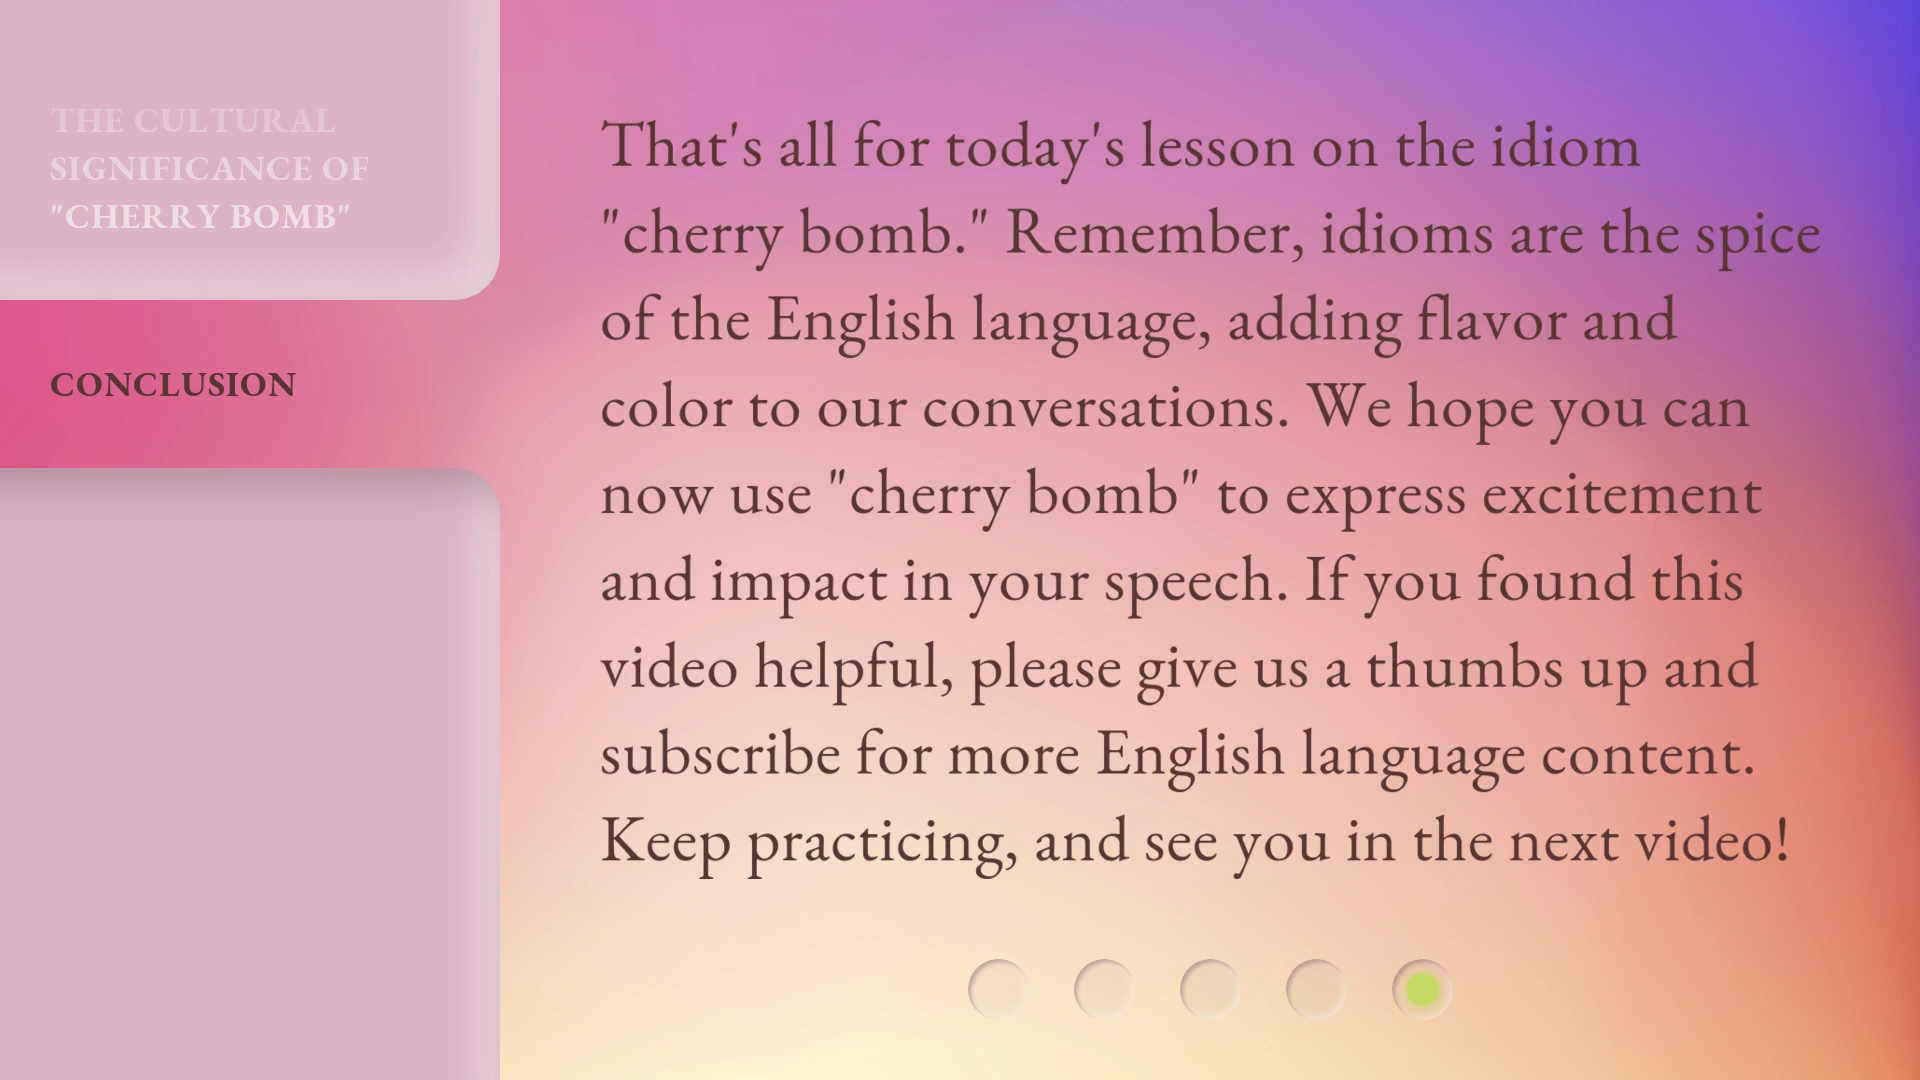 THE CULTURAL
SIGNIFICANCE OF
"CHERRY BOMB"
CONCLUSION
That's all for today's lesson on the idiom
"cherry bomb." Remember, idioms are the spice
of the English language, adding flavor and
color to our conversations. We hope you can
now use "cherry bomb" to express excitement
and impact in your speech. If you found this
video helpful, please give us a thumbs up and
subscribe for more English language content.
Keep practicing, and see you in the next video!